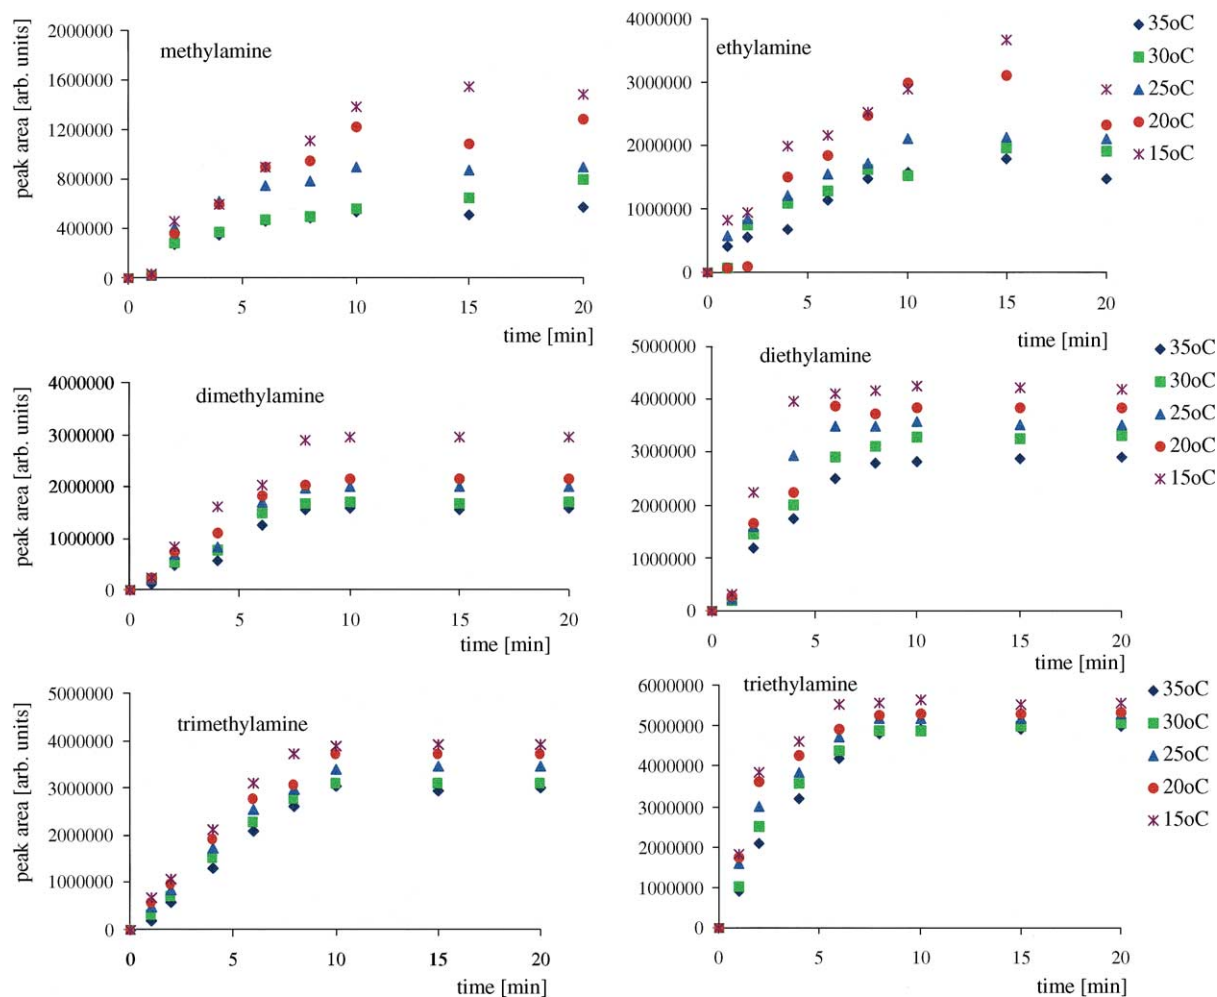 methylamine
peak area [arb. units]
2000000
1600000
1200000
800000
400000
0
0 5 10 15 20
time [min]
ethylamine
4000000
3000000
2000000
1000000
0
0 5 10 15 20
time [min]
35oC
30oC
25oC
20oC
15oC
dimethylamine
peak area [arb. units]
4000000
3000000
2000000
1000000
0
0 5 10 15 20
time [min]
diethylamine
5000000
4000000
3000000
2000000
1000000
0
0 5 10 15 20
time [min]
35oC
30oC
25oC
20oC
15oC
trimethylamine
peak area [arb. units]
5000000
4000000
3000000
2000000
1000000
0
0 5 10 15 20
time [min]
triethylamine
6000000
5000000
4000000
3000000
2000000
1000000
0
0 5 10 15 20
time [min]
35oC
30oC
25oC
20oC
15oC